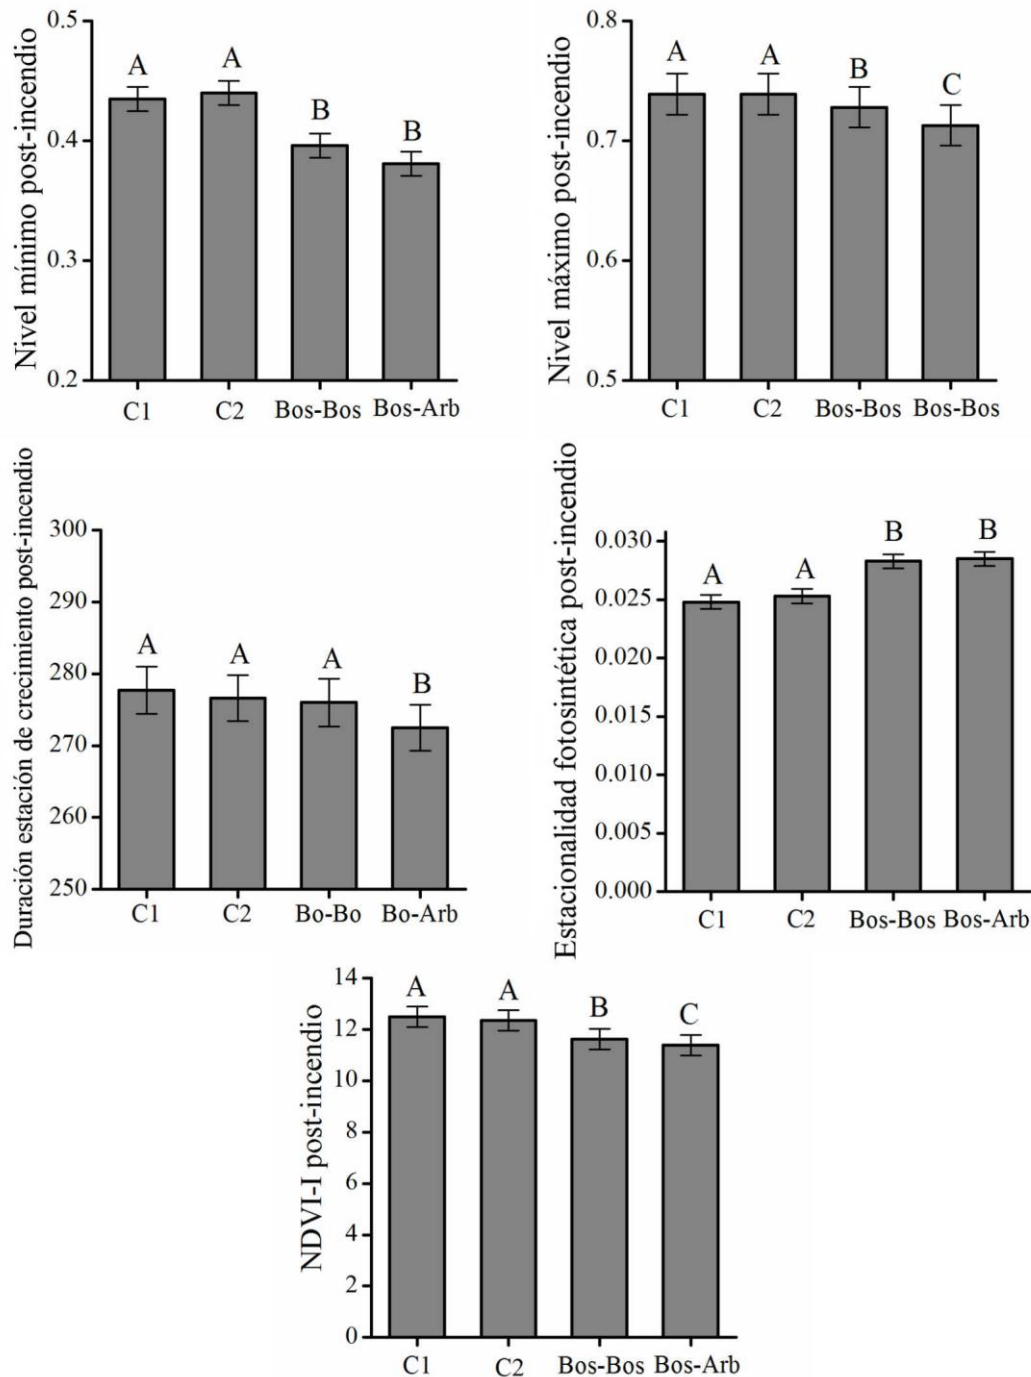 Nivel mínimo post-incendio
0.5
0.4
0.3
0.2
A
A
B
B
C1
C2
Bos-Bos
Bos-Arb
Nivel máximo post-incendio
0.8
0.7
0.6
0.5
A
A
B
C
C1
C2
Bos-Bos
Bos-Bos
Duración estación de crecimiento post-incendio
300
290
280
270
260
250
A
A
A
B
C1
C2
Bo-Bo
Bo-Arb
Estacionalidad fotosintética post-incendio
0.030
0.025
0.020
0.015
0.010
0.005
0.000
A
A
B
B
C1
C2
Bos-Bos
Bos-Arb
NDVI-I post-incendio
14
12
10
8
6
4
2
0
A
A
B
C
C1
C2
Bos-Bos
Bos-Arb